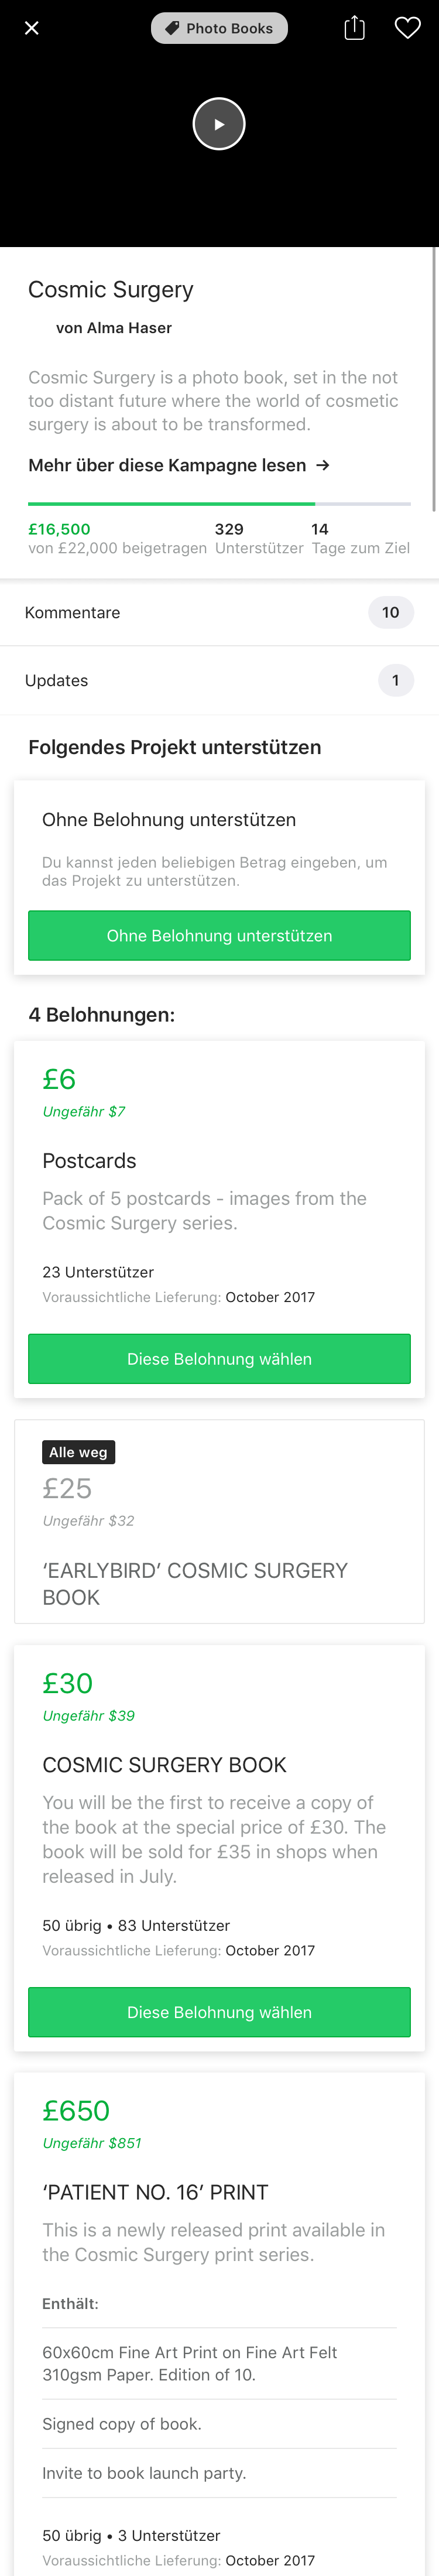 Photo Books
Cosmic Surgery
von Alma Haser
Cosmic Surgery is a photo book, set in the not
too distant future where the world of cosmetic
surgery is about to be transformed.
Mehr über diese Kampagne lesen →
£16,500
von £22,000 beigetragen
329
Unterstützer
14
Tage zum Ziel
Kommentare
10
Updates
1
Folgendes Projekt unterstützen
Ohne Belohnung unterstützen
Du kannst jeden beliebigen Betrag eingeben, um
das Projekt zu unterstützen.
Ohne Belohnung unterstützen
4 Belohnungen:
£6
Ungefähr $7
Postcards
Pack of 5 postcards - images from the
Cosmic Surgery series.
23 Unterstützer
Voraussichtliche Lieferung: October 2017
Diese Belohnung wählen
Alle weg
£25
Ungefähr $32
‘EARLYBIRD’ COSMIC SURGERY
BOOK
£30
Ungefähr $39
COSMIC SURGERY BOOK
You will be the first to receive a copy of
the book at the special price of £30. The
book will be sold for £35 in shops when
released in July.
50 übrig • 83 Unterstützer
Voraussichtliche Lieferung: October 2017
Diese Belohnung wählen
£650
Ungefähr $851
‘PATIENT NO. 16’ PRINT
This is a newly released print available in
the Cosmic Surgery print series.
Enthält:
60x60cm Fine Art Print on Fine Art Felt
310gsm Paper. Edition of 10.
Signed copy of book.
Invite to book launch party.
50 übrig • 3 Unterstützer
Voraussichtliche Lieferung: October 2017